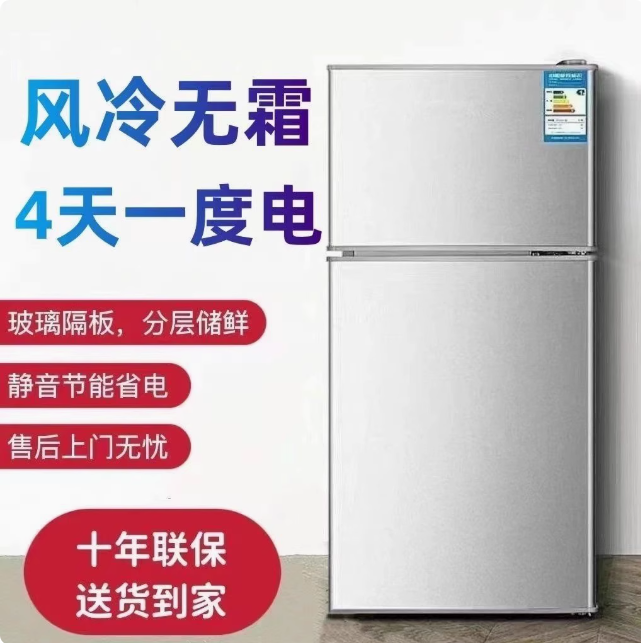 风冷无霜
4天一度电
玻璃隔板，分层储鲜
静音节能省电
售后上门无忧
十年联保
送货到家